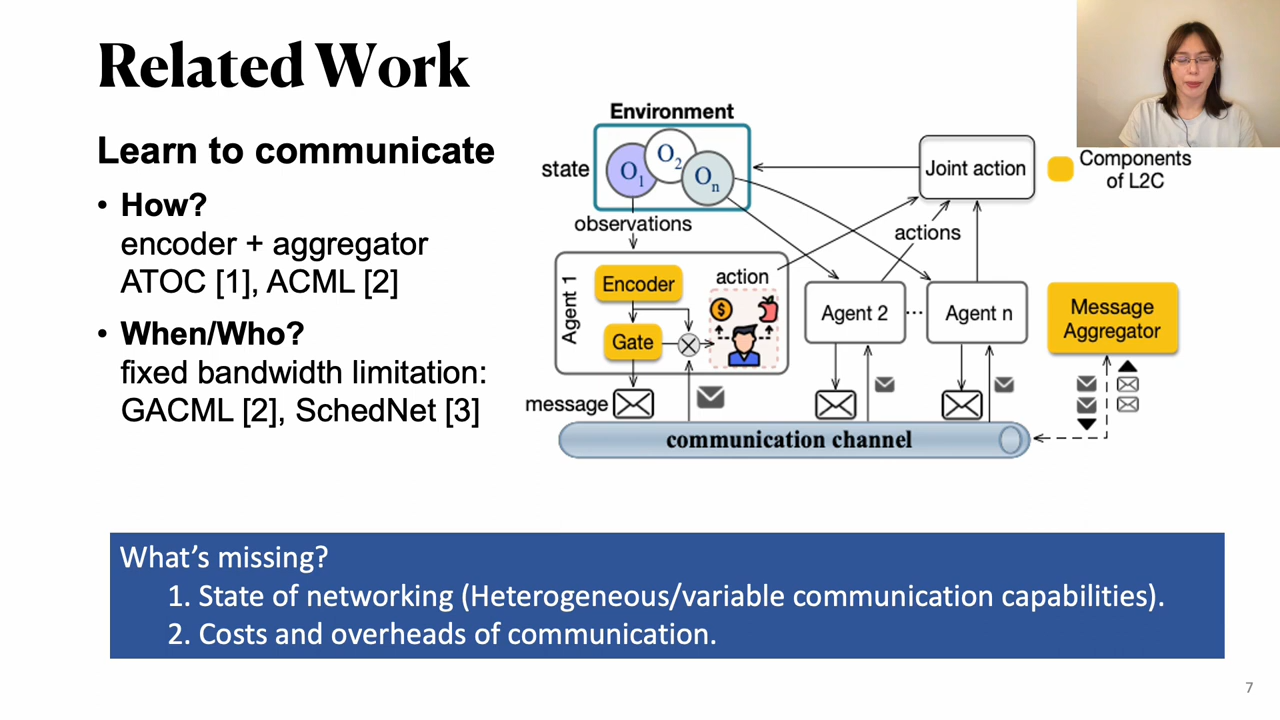 Related Work
Learn to communicate
• How?
encoder + aggregator
ATOC [1], ACML [2]
• When/Who?
fixed bandwidth limitation:
GACML [2], SchedNet [3]
Environment
state
O1
O2
On
observations
Joint action
Components
of L2C
actions
Agent 1
Encoder
Gate
action
$
Agent 2
...
Agent n
Message
Aggregator
message
communication channel
What's missing?
1. State of networking (Heterogeneous/variable communication capabilities).
2. Costs and overheads of communication.
7